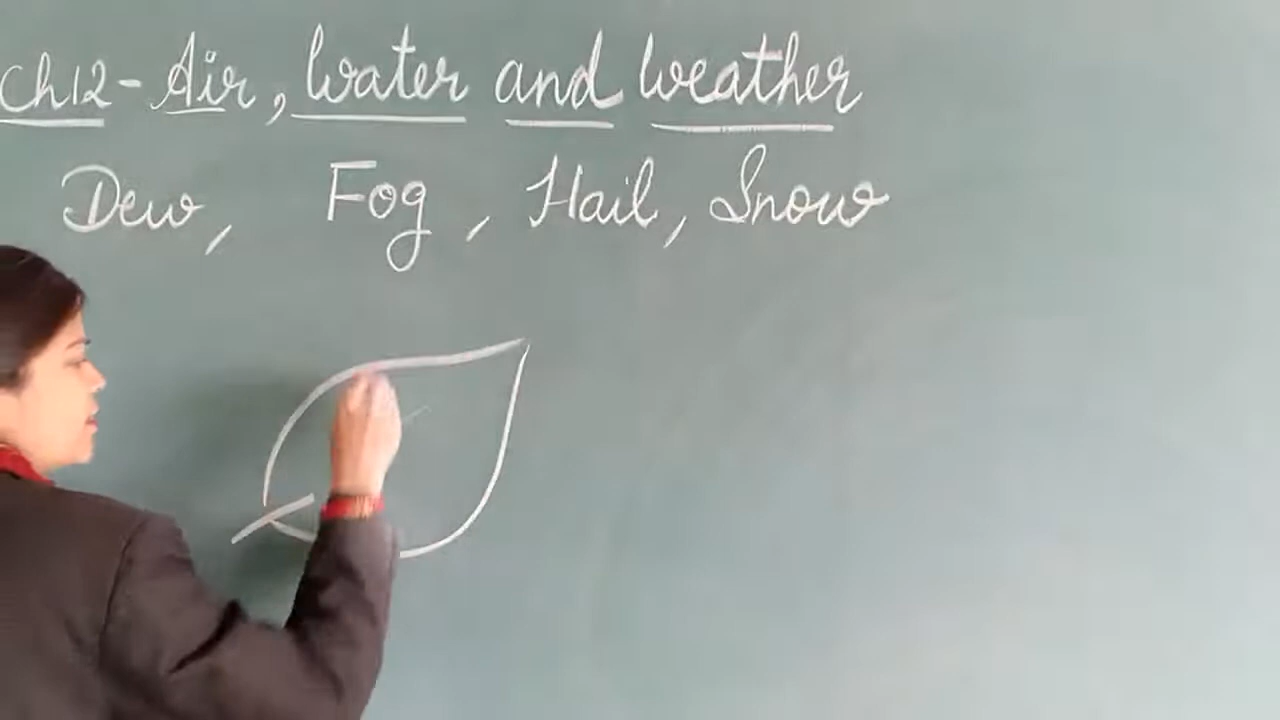 Ch12 - Air, Water and Weather
Dew, Fog, Hail, Snow